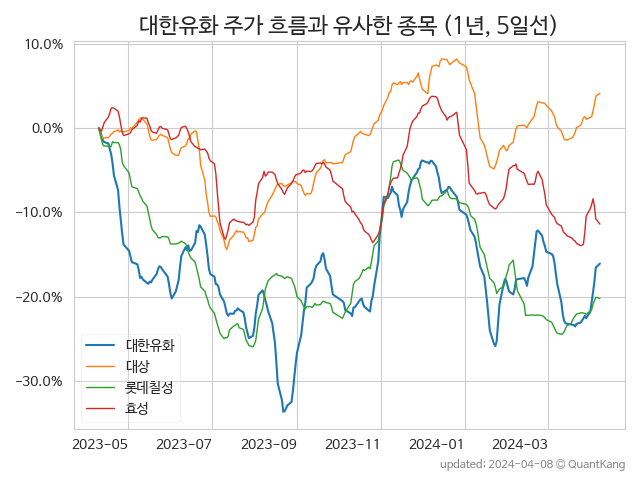 대한유화 주가 흐름과 유사한 종목 (1년, 5일선)
10.0%
0.0%
−10.0%
−20.0%
−30.0%
대한유화
대상
롯데칠성
효성
2023-05 2023-07 2023-09 2023-11 2024-01 2024-03
updated: 2024-04-08 © QuantKang